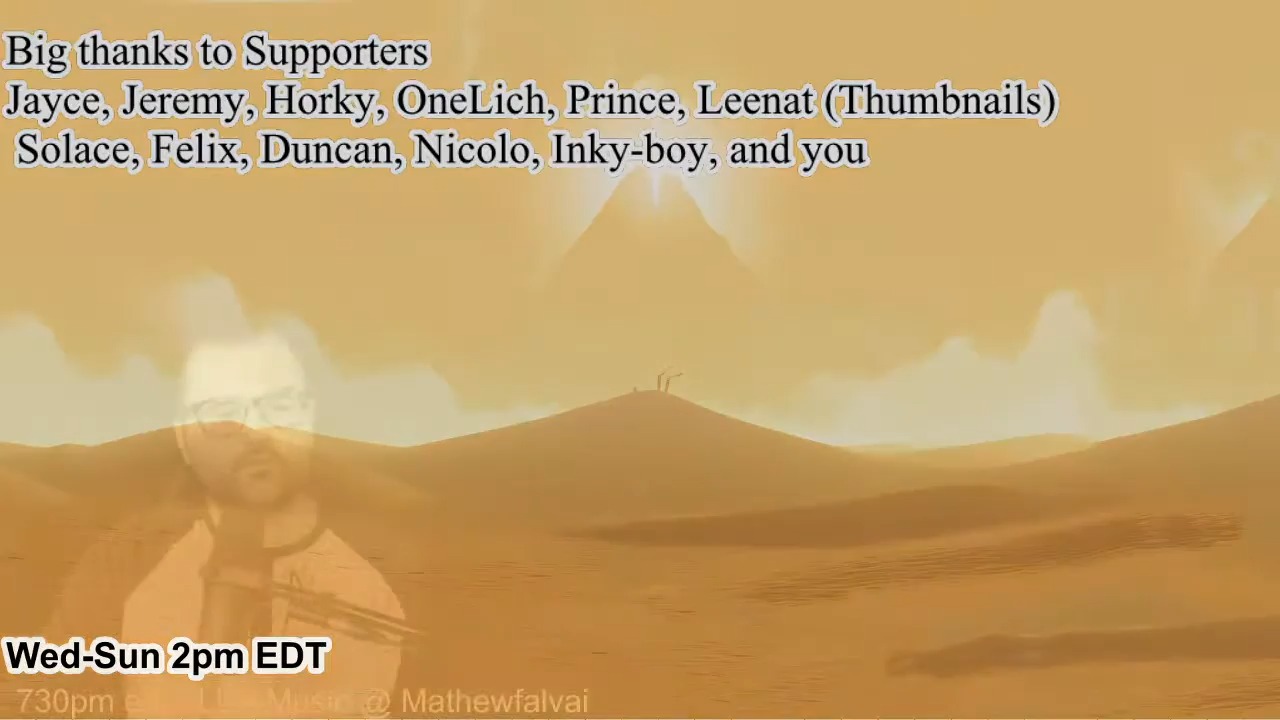 Big thanks to Supporters
Jayce, Jeremy, Horky, OneLich, Prince, Leenat (Thumbnails)
Solace, Felix, Duncan, Nicolo, Inky-boy, and you
Wed-Sun 2pm EDT
730pm Music @ Mathewfalvai